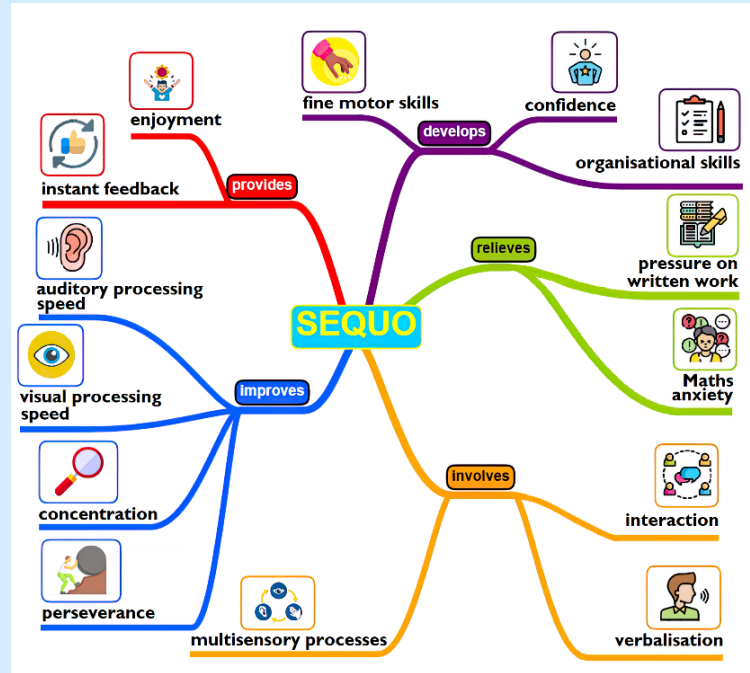 SEQUO
develops
fine motor skills
confidence
organisational skills
relieves
pressure on
written work
Maths
anxiety
involves
interaction
verbalisation
multisensory processes
improves
auditory processing
speed
visual processing
speed
concentration
perseverance
provides
enjoyment
instant feedback